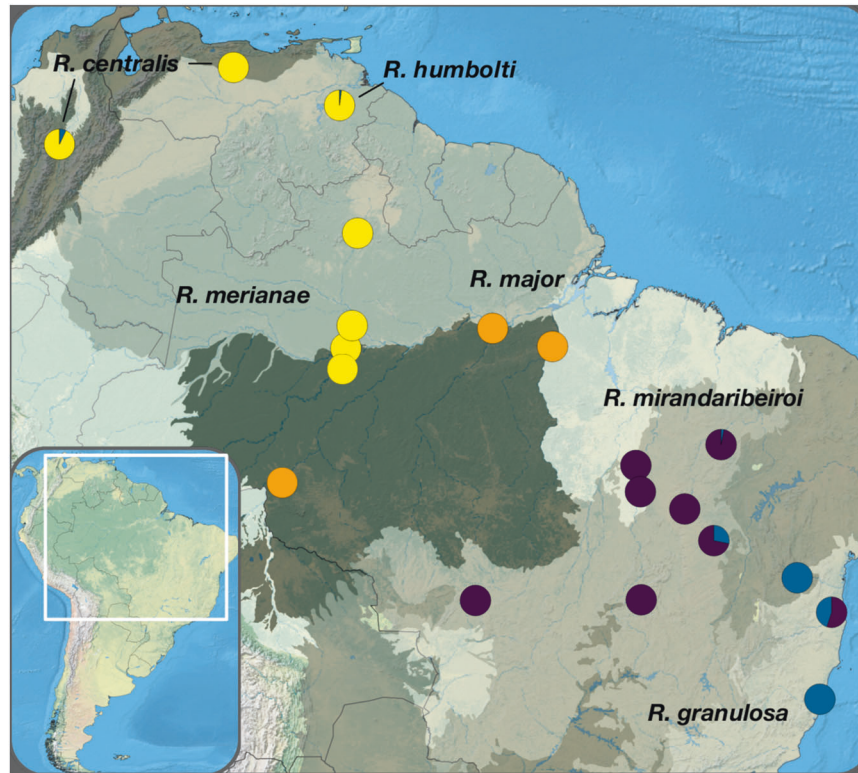 R. centralis
R. humbolti
R. merianae
R. major
R. mirandaribeiroi
R. granulosa